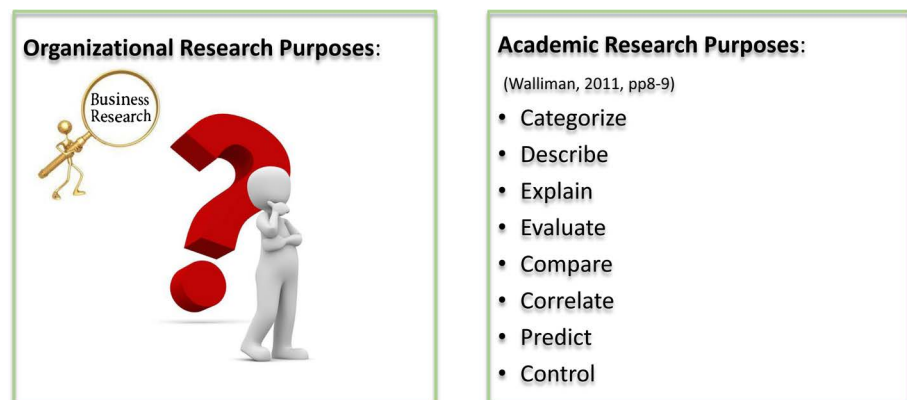 Organizational Research Purposes:
Business
Research
Academic Research Purposes:
(Walliman, 2011, pp8-9)
• Categorize
• Describe
• Explain
• Evaluate
• Compare
• Correlate
• Predict
• Control